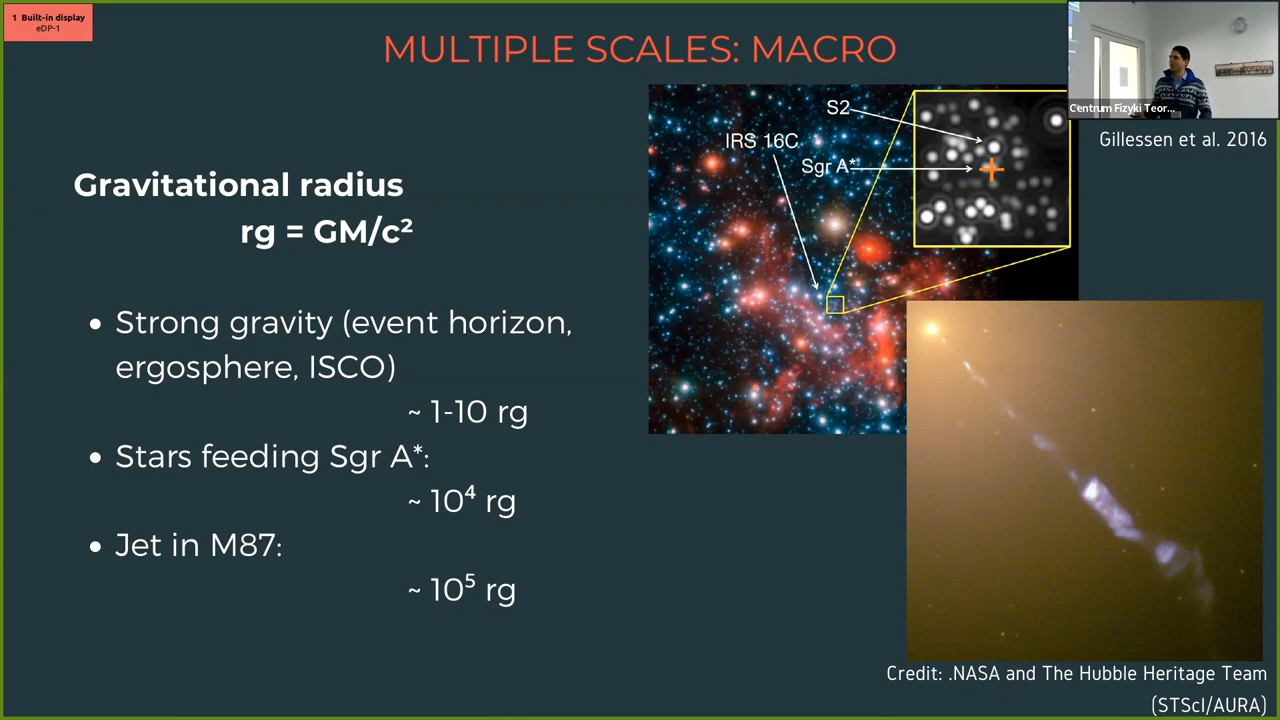 1 Built-in display
eDP-1
MULTIPLE SCALES: MACRO
Centrum Fizyki Teor...
Gillessen et al. 2016
S2
IRS 16C
Sgr A*
Gravitational radius
rg = GM/c²
• Strong gravity (event horizon,
ergosphere, ISCO)
~ 1-10 rg
• Stars feeding Sgr A*:
~ 10⁴ rg
• Jet in M87:
~ 10⁵ rg
Credit: .NASA and The Hubble Heritage Team
(STScI/AURA)